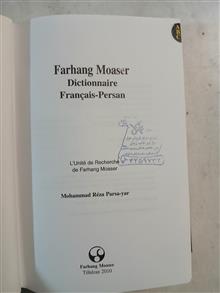 Farhang Moaser
Dictionnaire
Français-Persan
L'Unité de Recherche
de Farhang Moaser
Mohammad Réza Parsa-yar
Farhang Moaser
Téhéran 2010